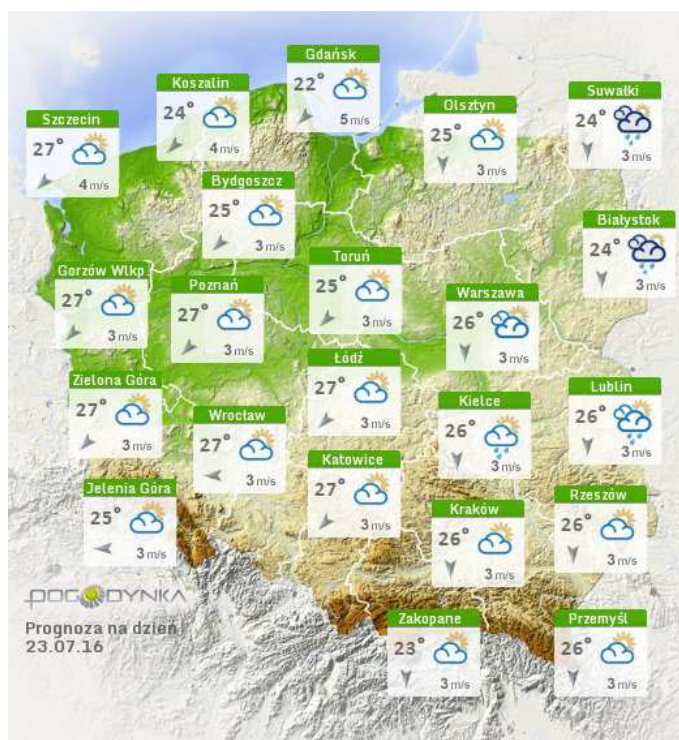 Gdańsk
22°
5 m/s
Koszalin
24°
4 m/s
Suwałki
24°
3 m/s
Olsztyn
25°
3 m/s
Szczecin
27°
4 m/s
Bydgoszcz
25°
3 m/s
Białystok
24°
3 m/s
Toruń
25°
3 m/s
Gorzów Wlkp
27°
3 m/s
Poznań
27°
3 m/s
Warszawa
26°
3 m/s
Łódź
27°
3 m/s
Zielona Góra
27°
3 m/s
Lublin
26°
3 m/s
Kielce
26°
3 m/s
Wrocław
27°
3 m/s
Katowice
27°
3 m/s
Jelenia Góra
25°
3 m/s
Rzeszów
26°
3 m/s
Kraków
26°
3 m/s
POGODYNKA
Prognoza na dzień
23.07.16
Zakopane
23°
3 m/s
Przemyśl
26°
3 m/s